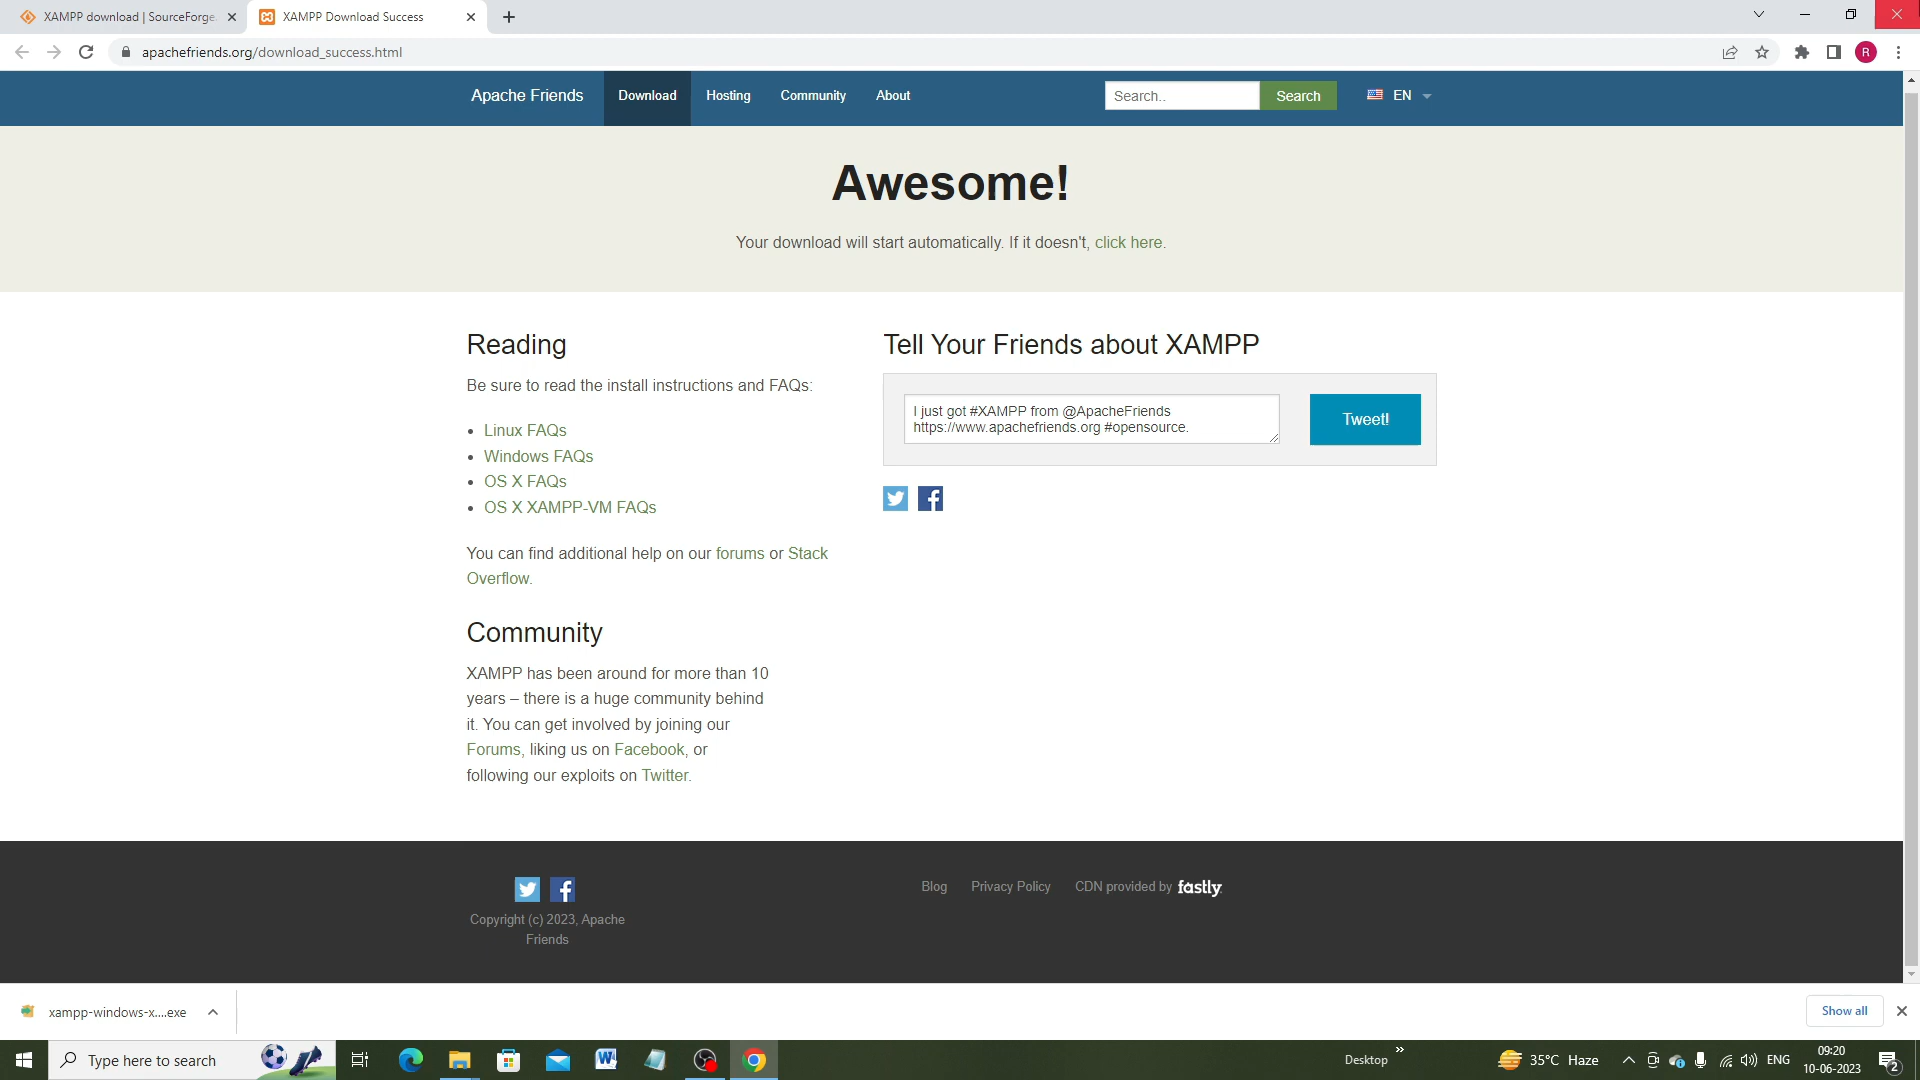 XAMPP download | SourceForge.
XAMPP Download Success
apachefriends.org/download_success.html
R
Apache Friends
Download
Hosting
Community
About
Search..
Search
EN
Awesome!
Your download will start automatically. If it doesn't, click here.
Reading
Be sure to read the install instructions and FAQs:
Linux FAQs
Windows FAQs
OS X FAQs
OS X XAMPP-VM FAQs
You can find additional help on our forums or Stack
Overflow.
Tell Your Friends about XAMPP
I just got #XAMPP from @ApacheFriends
https://www.apachefriends.org #opensource.
Tweet!
Community
XAMPP has been around for more than 10
years – there is a huge community behind
it. You can get involved by joining our
Forums, liking us on Facebook, or
following our exploits on Twitter.
Copyright (c) 2023, Apache
Friends
Blog
Privacy Policy
CDN provided by fastly
xampp-windows-x....exe
Show all
Type here to search
Desktop
35°C Haze
ENG
09:20
10-06-2023
2